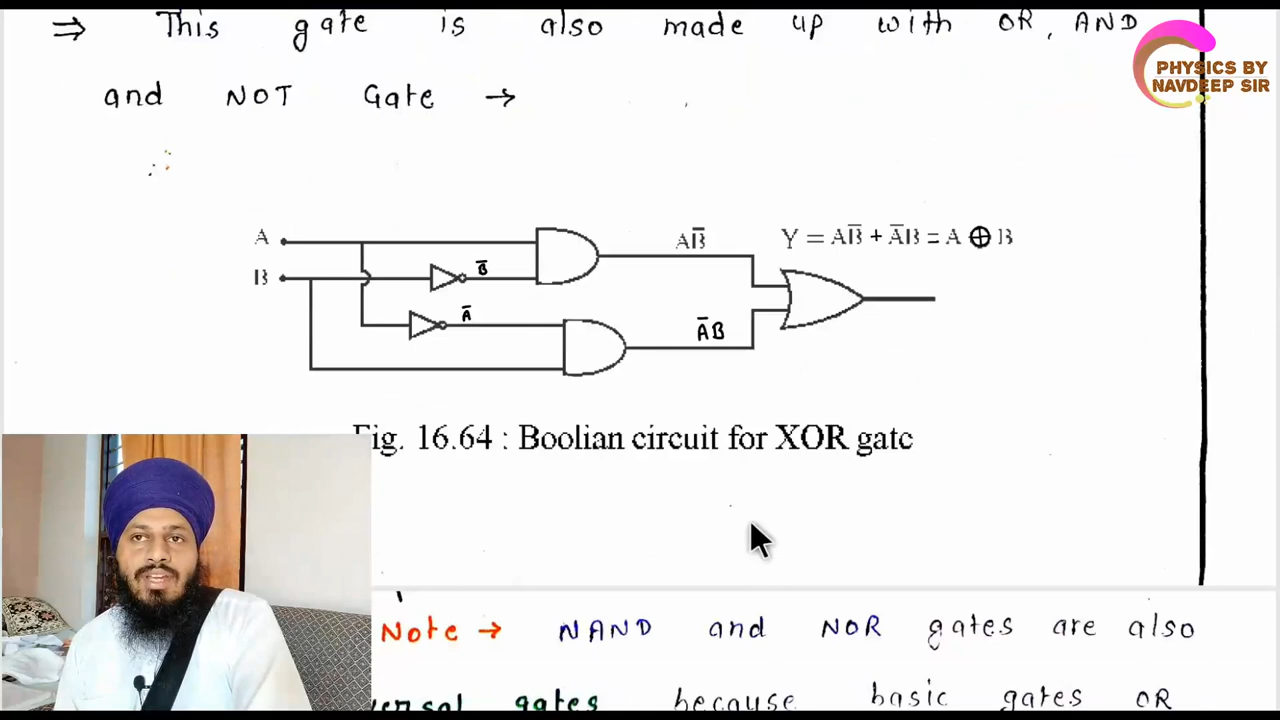 ⇒ This gate is also made up with OR, AND
PHYSICS BY
NAVDEEP SIR
and NOT Gate →
∴
A
B
B̅
A̅
AB̅
A̅B
Y = AB̅ + A̅B = A ⊕ B
Fig. 16.64 : Boolian circuit for XOR gate
Note → NAND and NOR gates are also
gates because basic gates OR